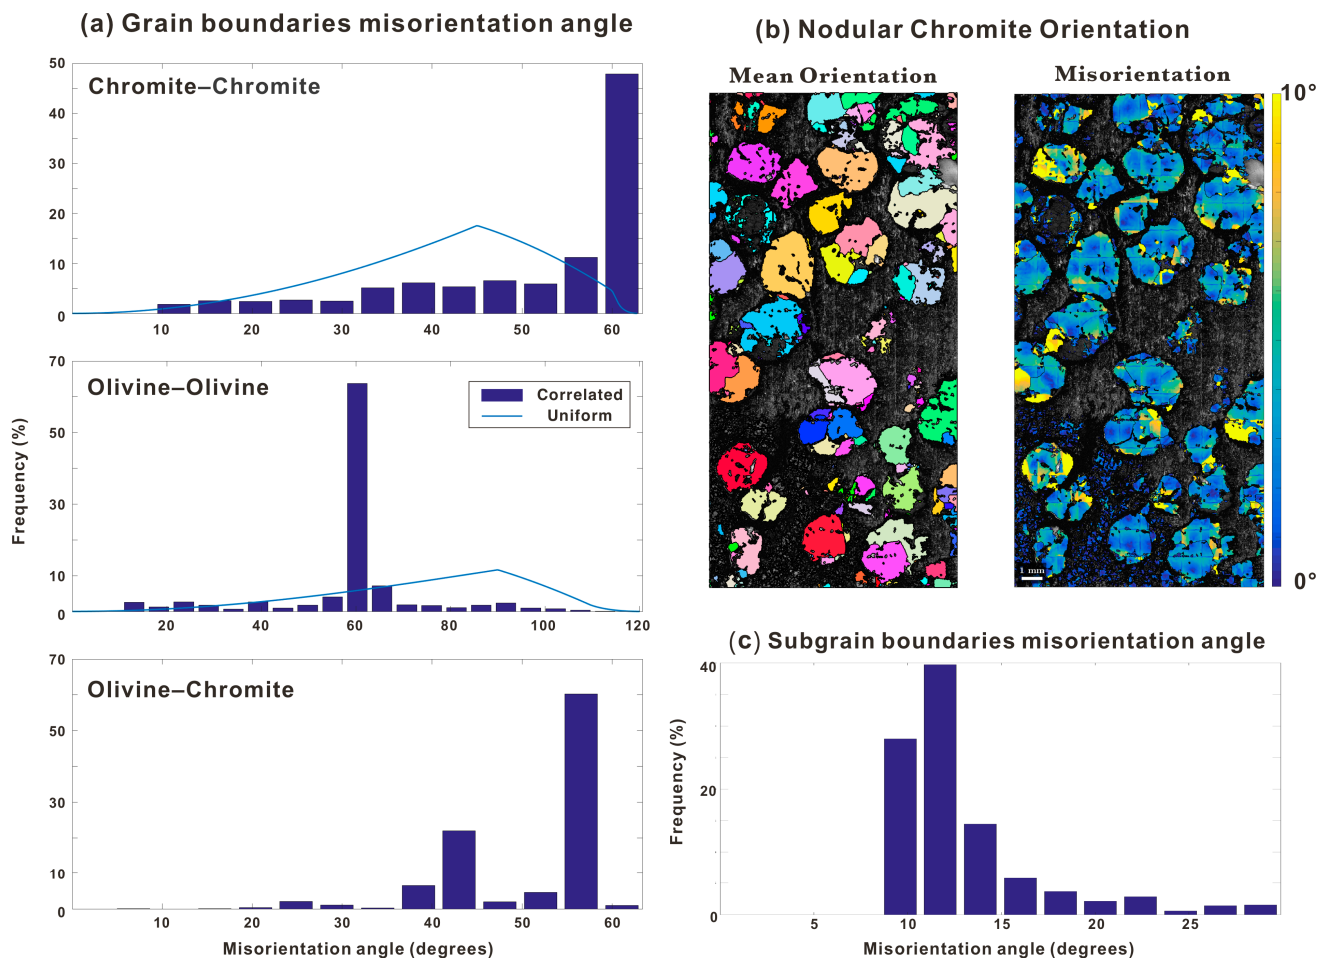 (a) Grain boundaries misorientation angle
50
40
30
20
10
0
Chromite–Chromite
10
20
30
40
50
60
70
50
30
10
0
Olivine–Olivine
Correlated
Uniform
20
40
60
80
100
120
Frequency (%)
70
50
30
10
0
Olivine–Chromite
10
20
30
40
50
60
Misorientation angle (degrees)
(b) Nodular Chromite Orientation
Mean Orientation
Misorientation
10°
0°
1 mm
(c) Subgrain boundaries misorientation angle
40
20
0
Frequency (%)
5
10
15
20
25
Misorientation angle (degrees)